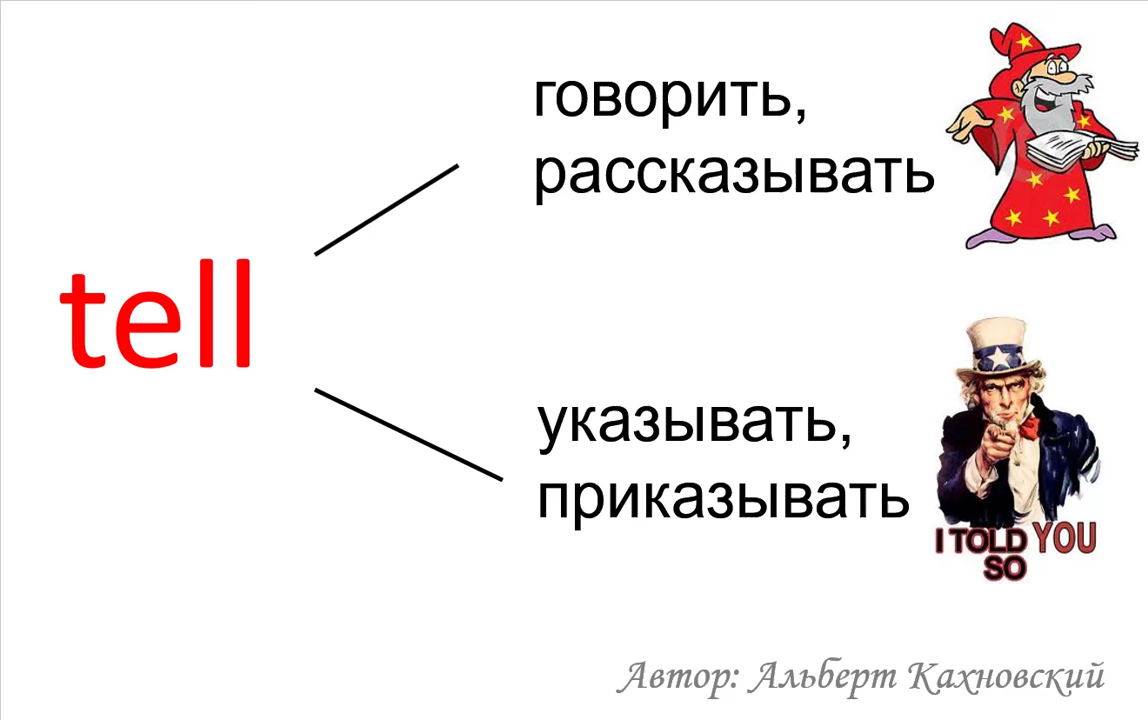 tell
говорить,
рассказывать
указывать,
приказывать
I TOLD YOU
SO
Автор: Альберт Кахновский